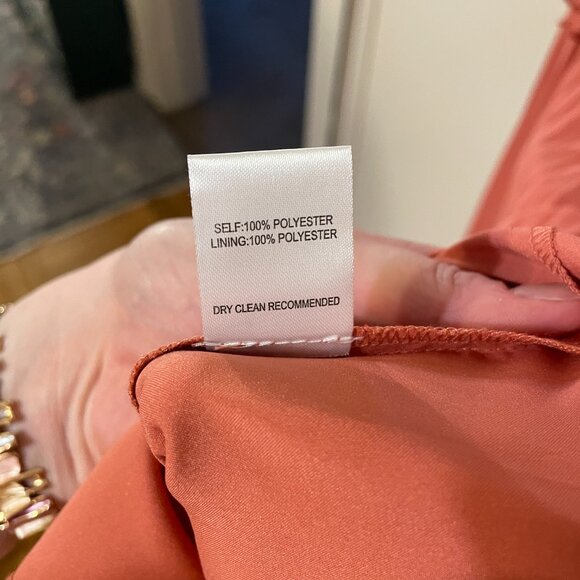 SELF:100% POLYESTER
LINING:100% POLYESTER
DRY CLEAN RECOMMENDED